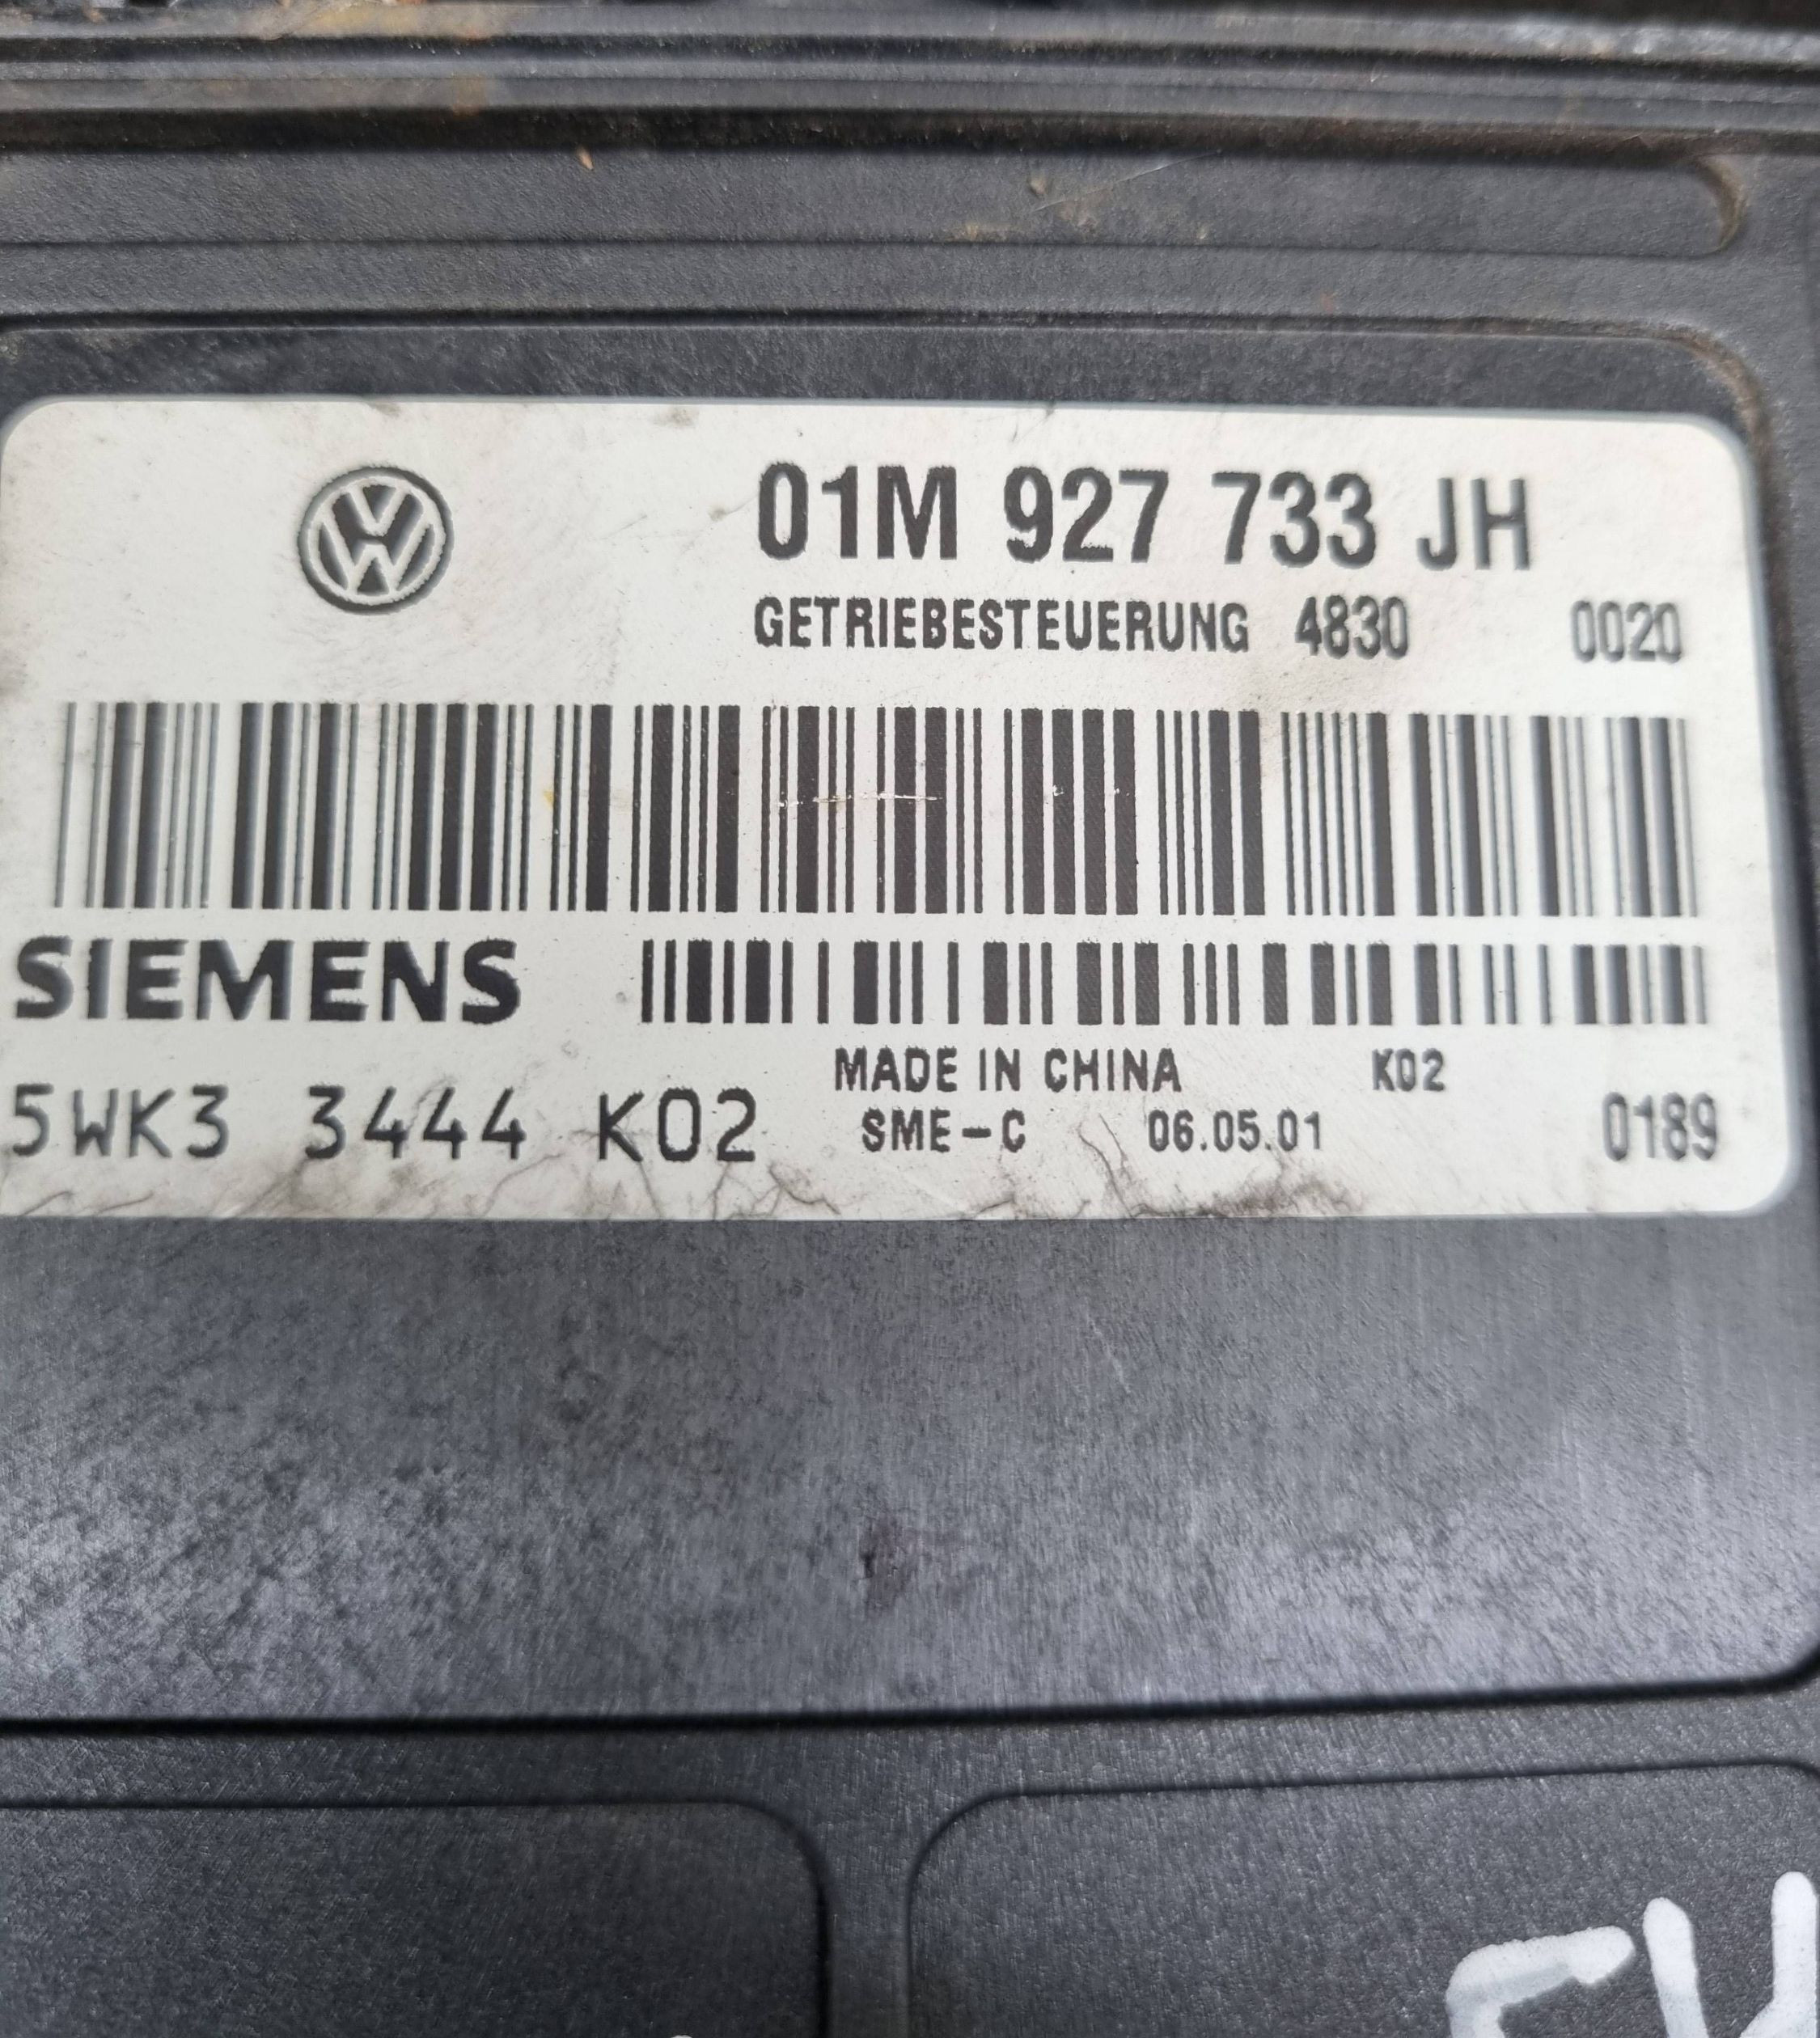 01M 927 733 JH
GETRIEBESTEUERUNG 4830 0020
SIEMENS
MADE IN CHINA K02
5WK3 3444 K02 SME-C 06.05.01 0189